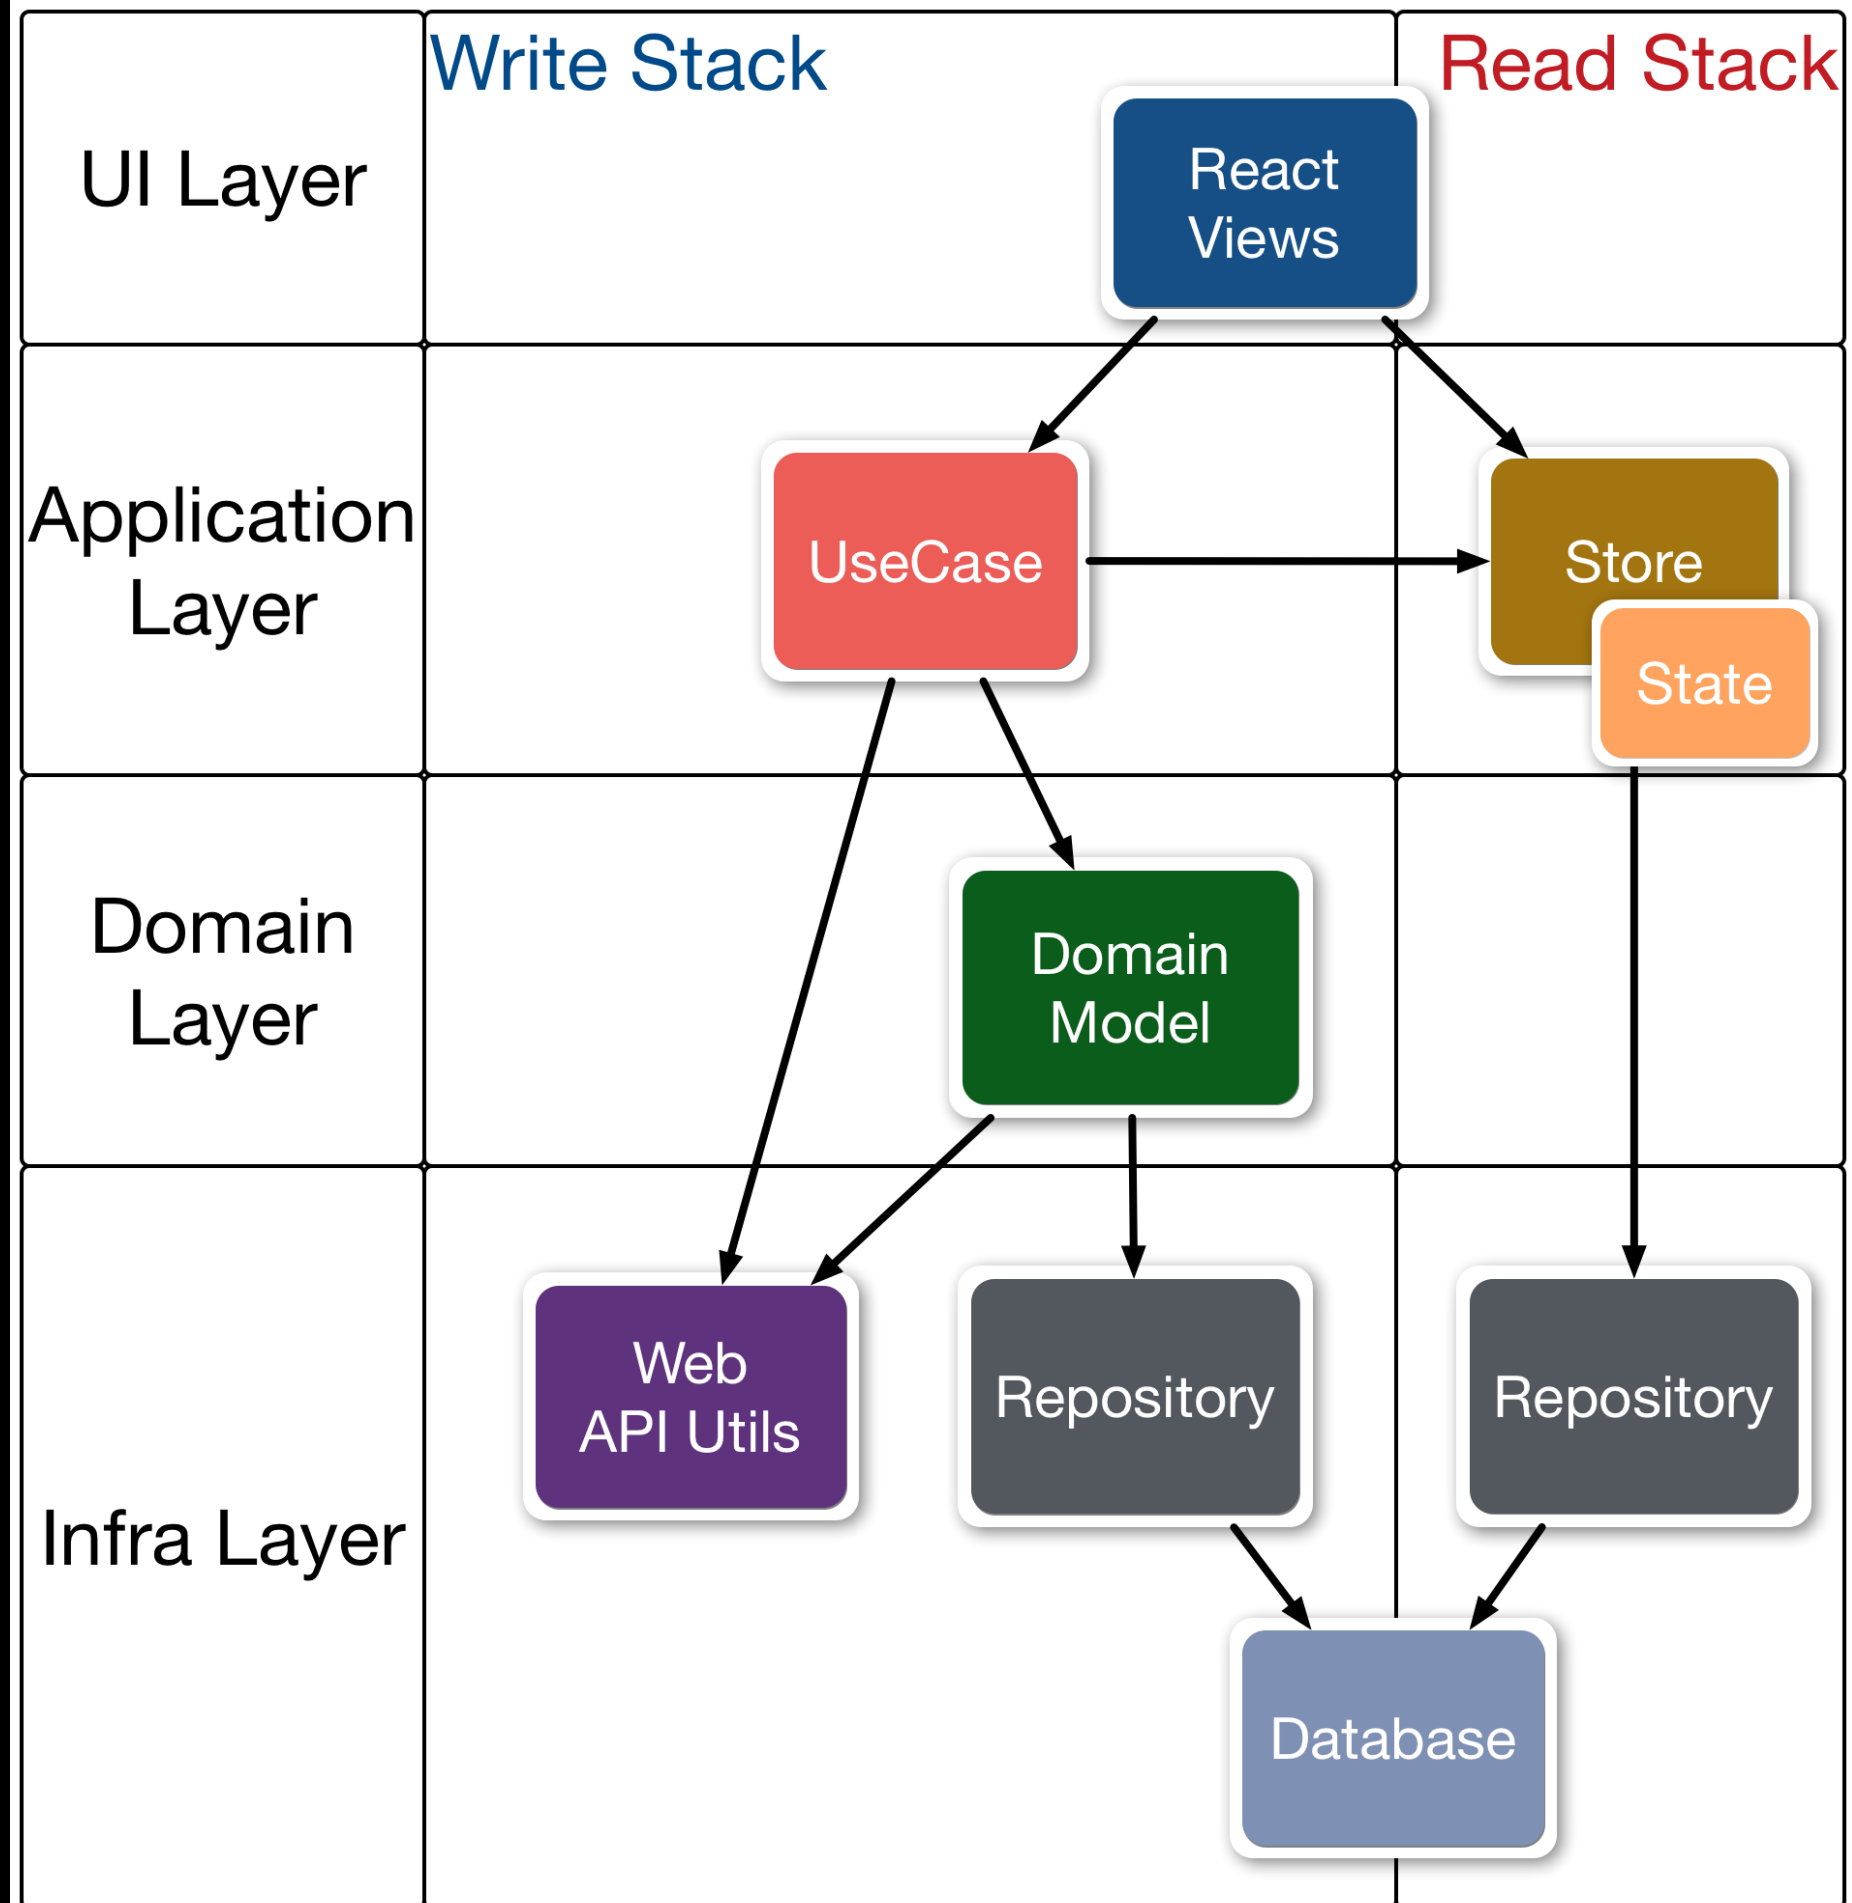 Write Stack
Read Stack
UI Layer
React
Views
Application
Layer
UseCase
Store
State
Domain
Layer
Domain
Model
Infra Layer
Web
API Utils
Repository
Repository
Database